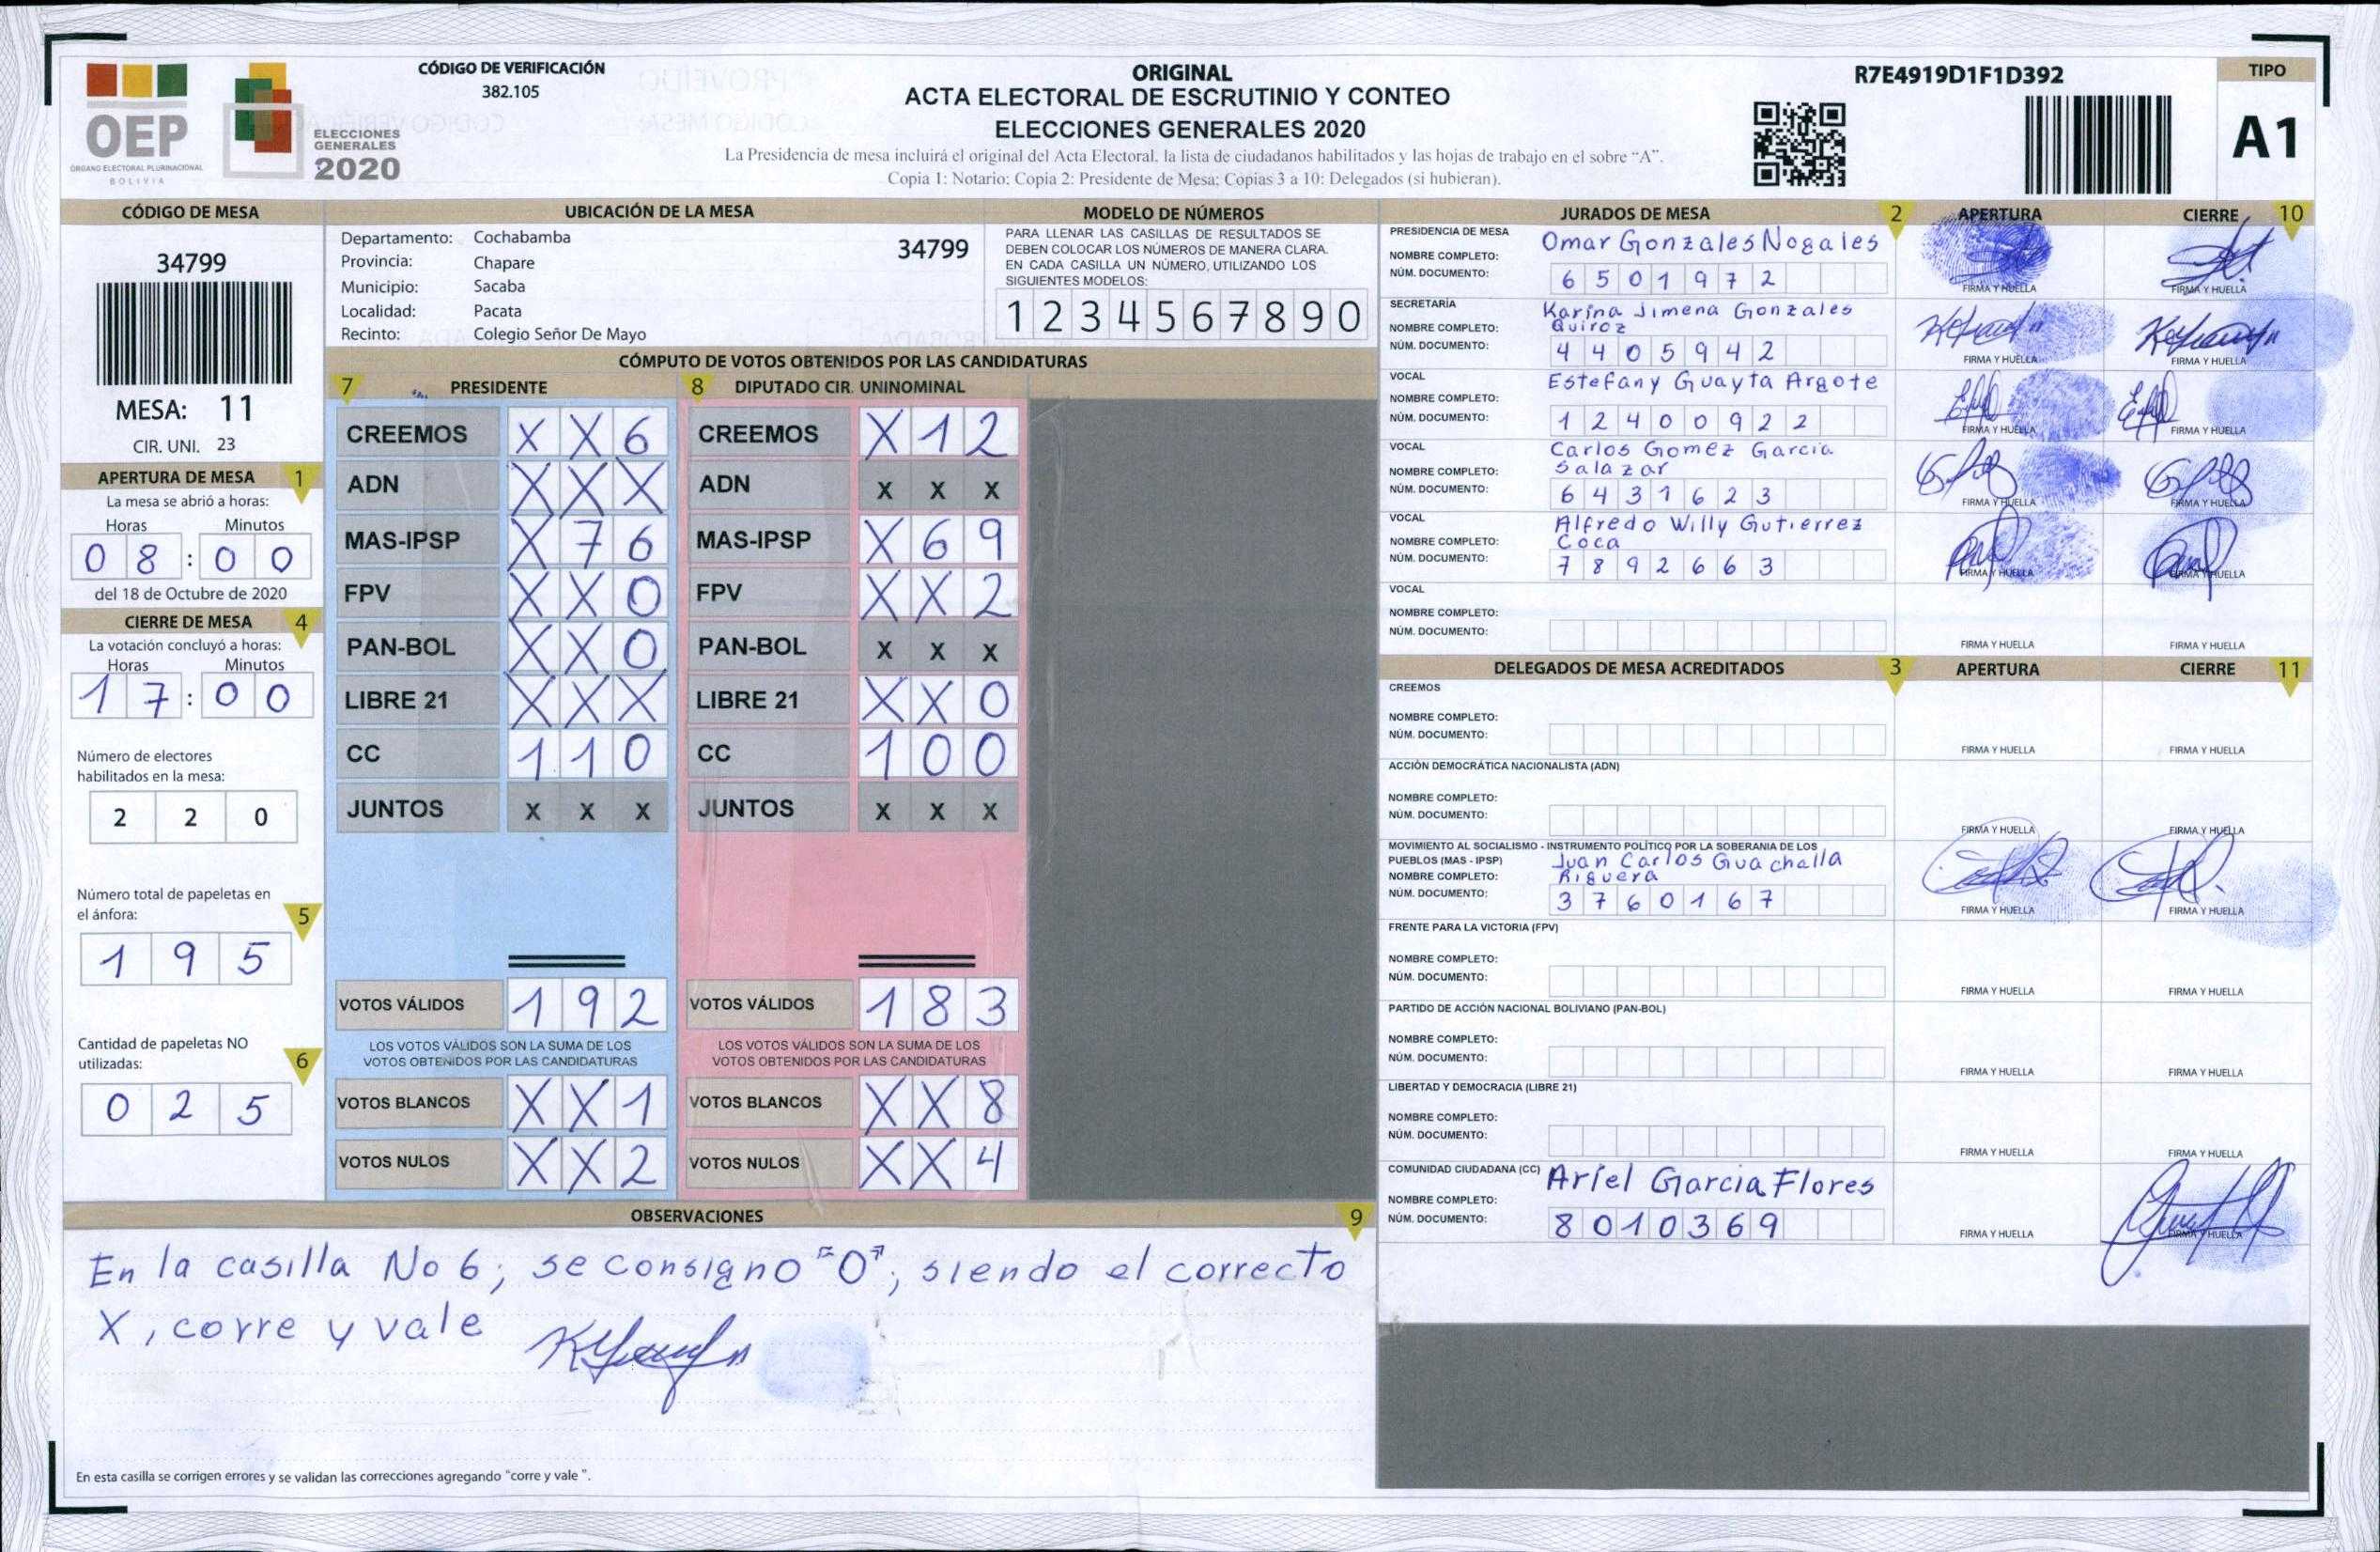 OEP
ÓRGANO ELECTORAL PLURINACIONAL
BOLIVIA
ELECCIONES
GENERALES
2020
CÓDIGO DE VERIFICACIÓN
382.105
ORIGINAL
ACTA ELECTORAL DE ESCRUTINIO Y CONTEO
ELECCIONES GENERALES 2020
La Presidencia de mesa incluirá el original del Acta Electoral, la lista de ciudadanos habilitados y las hojas de trabajo en el sobre "A".
Copia 1: Notario; Copia 2: Presidente de Mesa; Copias 3 a 10: Delegados (si hubieran).
R7E4919D1F1D392
TIPO
A1
CÓDIGO DE MESA
34799
MESA: 11
CIR. UNI. 23
APERTURA DE MESA 1
La mesa se abrió a horas:
Horas Minutos
0 8 : 0 0
del 18 de Octubre de 2020
CIERRE DE MESA 4
La votación concluyó a horas:
Horas Minutos
1 7 : 0 0
Número de electores
habilitados en la mesa:
2 2 0
Número total de papeletas en
el ánfora: 5
1 9 5
Cantidad de papeletas NO
utilizadas: 6
0 2 5
UBICACIÓN DE LA MESA
Departamento: Cochabamba 34799
Provincia: Chapare
Municipio: Sacaba
Localidad: Pacata
Recinto: Colegio Señor De Mayo
MODELO DE NÚMEROS
PARA LLENAR LAS CASILLAS DE RESULTADOS SE
DEBEN COLOCAR LOS NÚMEROS DE MANERA CLARA.
EN CADA CASILLA UN NÚMERO, UTILIZANDO LOS
SIGUIENTES MODELOS:
1 2 3 4 5 6 7 8 9 0
CÓMPUTO DE VOTOS OBTENIDOS POR LAS CANDIDATURAS
7 PRESIDENTE
CREEMOS X X 6
ADN X X X
MAS-IPSP X 7 6
FPV X X 0
PAN-BOL X X 0
LIBRE 21 X X X
CC 1 1 0
JUNTOS X X X
VOTOS VÁLIDOS 1 9 2
LOS VOTOS VÁLIDOS SON LA SUMA DE LOS
VOTOS OBTENIDOS POR LAS CANDIDATURAS
VOTOS BLANCOS X X 1
VOTOS NULOS X X 2
8 DIPUTADO CIR. UNINOMINAL
CREEMOS X 1 2
ADN X X X
MAS-IPSP X 6 9
FPV X X 2
PAN-BOL X X X
LIBRE 21 X X 0
CC 1 0 0
JUNTOS X X X
VOTOS VÁLIDOS 1 8 3
LOS VOTOS VÁLIDOS SON LA SUMA DE LOS
VOTOS OBTENIDOS POR LAS CANDIDATURAS
VOTOS BLANCOS X X 8
VOTOS NULOS X X 4
OBSERVACIONES 9
En la casilla No 6; se consigno "0"; siendo el correcto
X, corre y vale
En esta casilla se corrigen errores y se validan las correcciones agregando "corre y vale ".
JURADOS DE MESA 2 APERTURA CIERRE 10
PRESIDENCIA DE MESA
NOMBRE COMPLETO: Omar Gonzales Nogales
NÚM. DOCUMENTO: 6 5 0 1 9 7 2
FIRMA Y HUELLA FIRMA Y HUELLA
SECRETARÍA
NOMBRE COMPLETO: Karina Jimena Gonzales
Quiroz
NÚM. DOCUMENTO: 4 4 0 5 9 4 2
FIRMA Y HUELLA FIRMA Y HUELLA
VOCAL
NOMBRE COMPLETO: Estefany Guayta Argote
NÚM. DOCUMENTO: 1 2 4 0 0 9 2 2
FIRMA Y HUELLA FIRMA Y HUELLA
VOCAL
NOMBRE COMPLETO: Carlos Gomez Garcia
Salazar
NÚM. DOCUMENTO: 6 4 3 1 6 2 3
FIRMA Y HUELLA FIRMA Y HUELLA
VOCAL
NOMBRE COMPLETO: Alfredo Willy Gutierrez
Coca
NÚM. DOCUMENTO: 7 8 9 2 6 6 3
FIRMA Y HUELLA FIRMA Y HUELLA
VOCAL
NOMBRE COMPLETO:
NÚM. DOCUMENTO:
FIRMA Y HUELLA FIRMA Y HUELLA
DELEGADOS DE MESA ACREDITADOS 3 APERTURA CIERRE 11
CREEMOS
NOMBRE COMPLETO:
NÚM. DOCUMENTO:
FIRMA Y HUELLA FIRMA Y HUELLA
ACCIÓN DEMOCRÁTICA NACIONALISTA (ADN)
NOMBRE COMPLETO:
NÚM. DOCUMENTO:
FIRMA Y HUELLA FIRMA Y HUELLA
MOVIMIENTO AL SOCIALISMO - INSTRUMENTO POLÍTICO POR LA SOBERANIA DE LOS
PUEBLOS (MAS - IPSP) Juan Carlos Guachalla
NOMBRE COMPLETO: Riguera
NÚM. DOCUMENTO: 3 7 6 0 1 6 7
FIRMA Y HUELLA FIRMA Y HUELLA
FRENTE PARA LA VICTORIA (FPV)
NOMBRE COMPLETO:
NÚM. DOCUMENTO:
FIRMA Y HUELLA FIRMA Y HUELLA
PARTIDO DE ACCIÓN NACIONAL BOLIVIANO (PAN-BOL)
NOMBRE COMPLETO:
NÚM. DOCUMENTO:
FIRMA Y HUELLA FIRMA Y HUELLA
LIBERTAD Y DEMOCRACIA (LIBRE 21)
NOMBRE COMPLETO:
NÚM. DOCUMENTO:
FIRMA Y HUELLA FIRMA Y HUELLA
COMUNIDAD CIUDADANA (CC) Ariel Garcia Flores
NOMBRE COMPLETO:
NÚM. DOCUMENTO: 8 0 1 0 3 6 9
FIRMA Y HUELLA FIRMA Y HUELLA